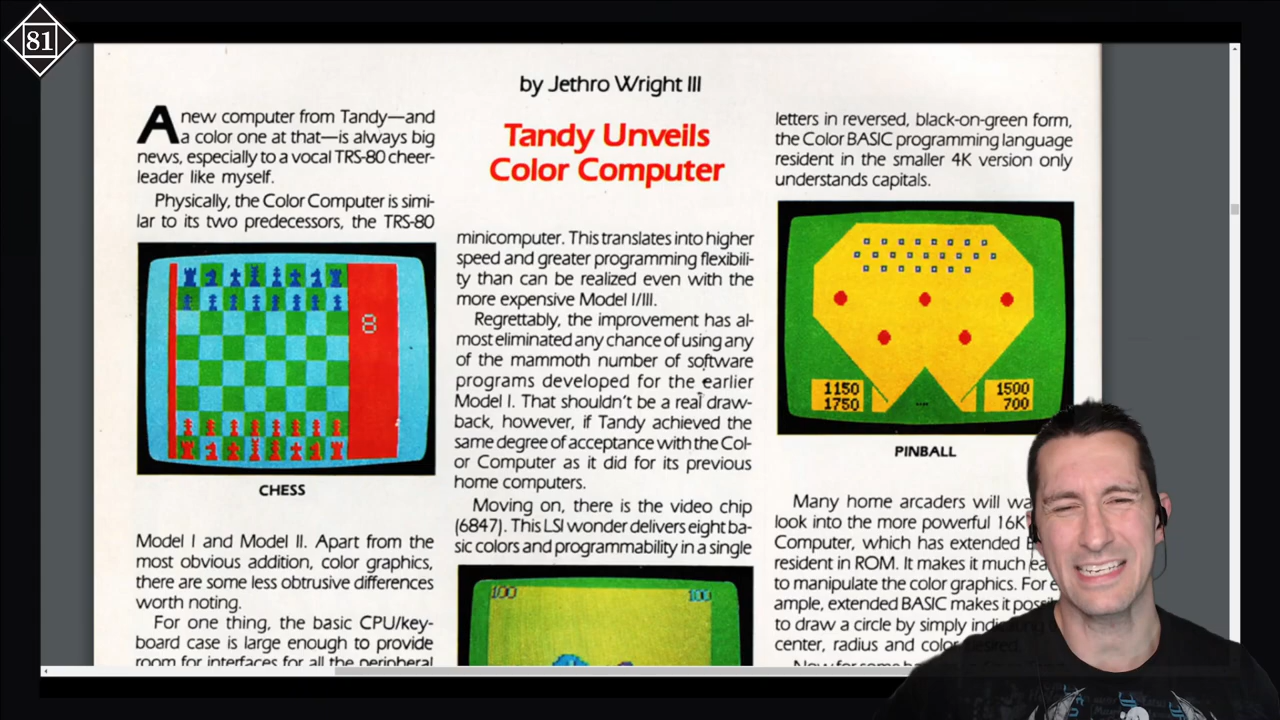 81
by Jethro Wright III
Tandy Unveils
Color Computer
A new computer from Tandy—and
a color one at that—is always big
news, especially to a vocal TRS-80 cheer-
leader like myself.
Physically, the Color Computer is simi-
lar to its two predecessors, the TRS-80
8
CHESS
Model I and Model II. Apart from the
most obvious addition, color graphics,
there are some less obtrusive differences
worth noting.
For one thing, the basic CPU/key-
board case is large enough to provide
room for interfaces for all the peripheral
minicomputer. This translates into higher
speed and greater programming flexibili-
ty than can be realized even with the
more expensive Model I/III.
Regrettably, the improvement has al-
most eliminated any chance of using any
of the mammoth number of software
programs developed for the earlier
Model I. That shouldn't be a real draw-
back, however, if Tandy achieved the
same degree of acceptance with the Col-
or Computer as it did for its previous
home computers.
Moving on, there is the video chip
(6847). This LSI wonder delivers eight ba-
sic colors and programmability in a single
100 100
letters in reversed, black-on-green form,
the Color BASIC programming language
resident in the smaller 4K version only
understands capitals.
1150 1500
1750 700
PINBALL
Many home arcaders will
look into the more powerful 16K
Computer, which has extended
resident in ROM. It makes it much
to manipulate the color graphics. For
ample, extended BASIC makes it
to draw a circle by simply
center, radius and color desired.
Now for some